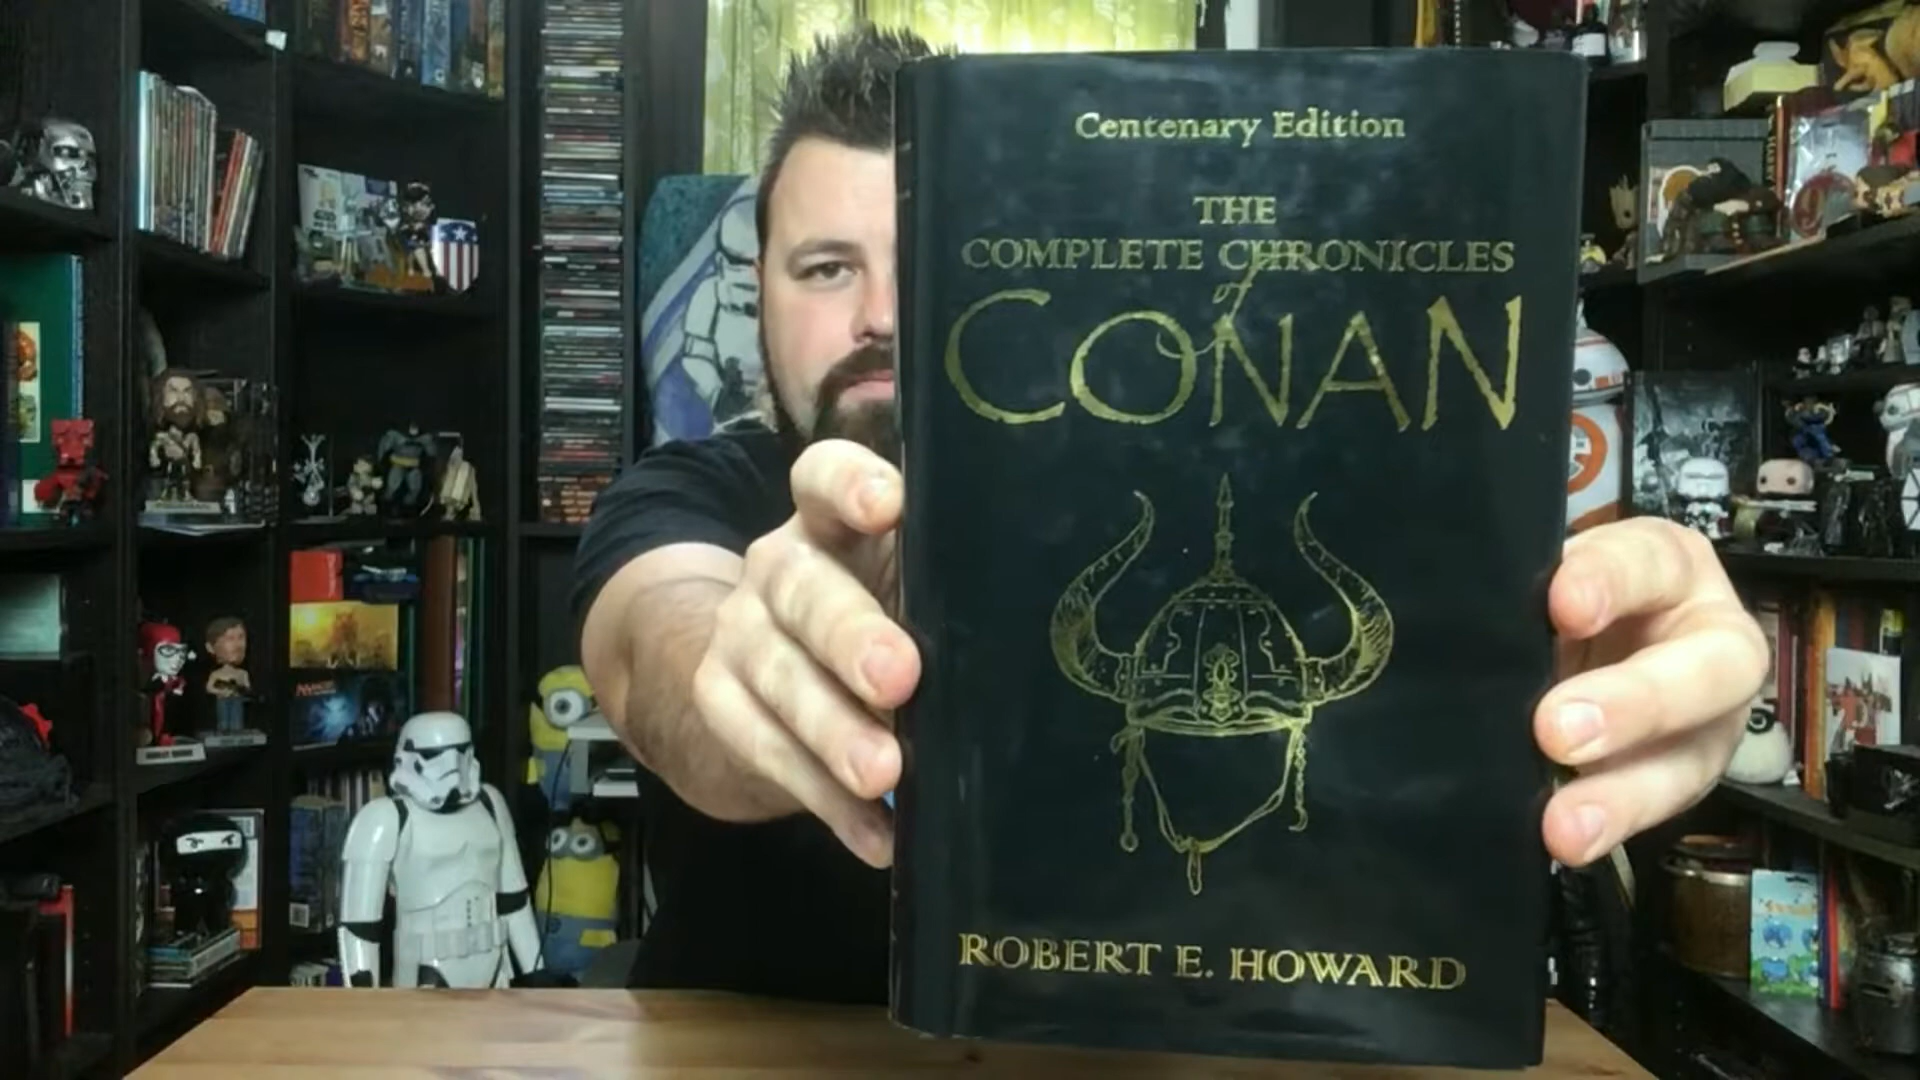 Centenary Edition
THE
COMPLETE CHRONICLES
of
CONAN
ROBERT E. HOWARD